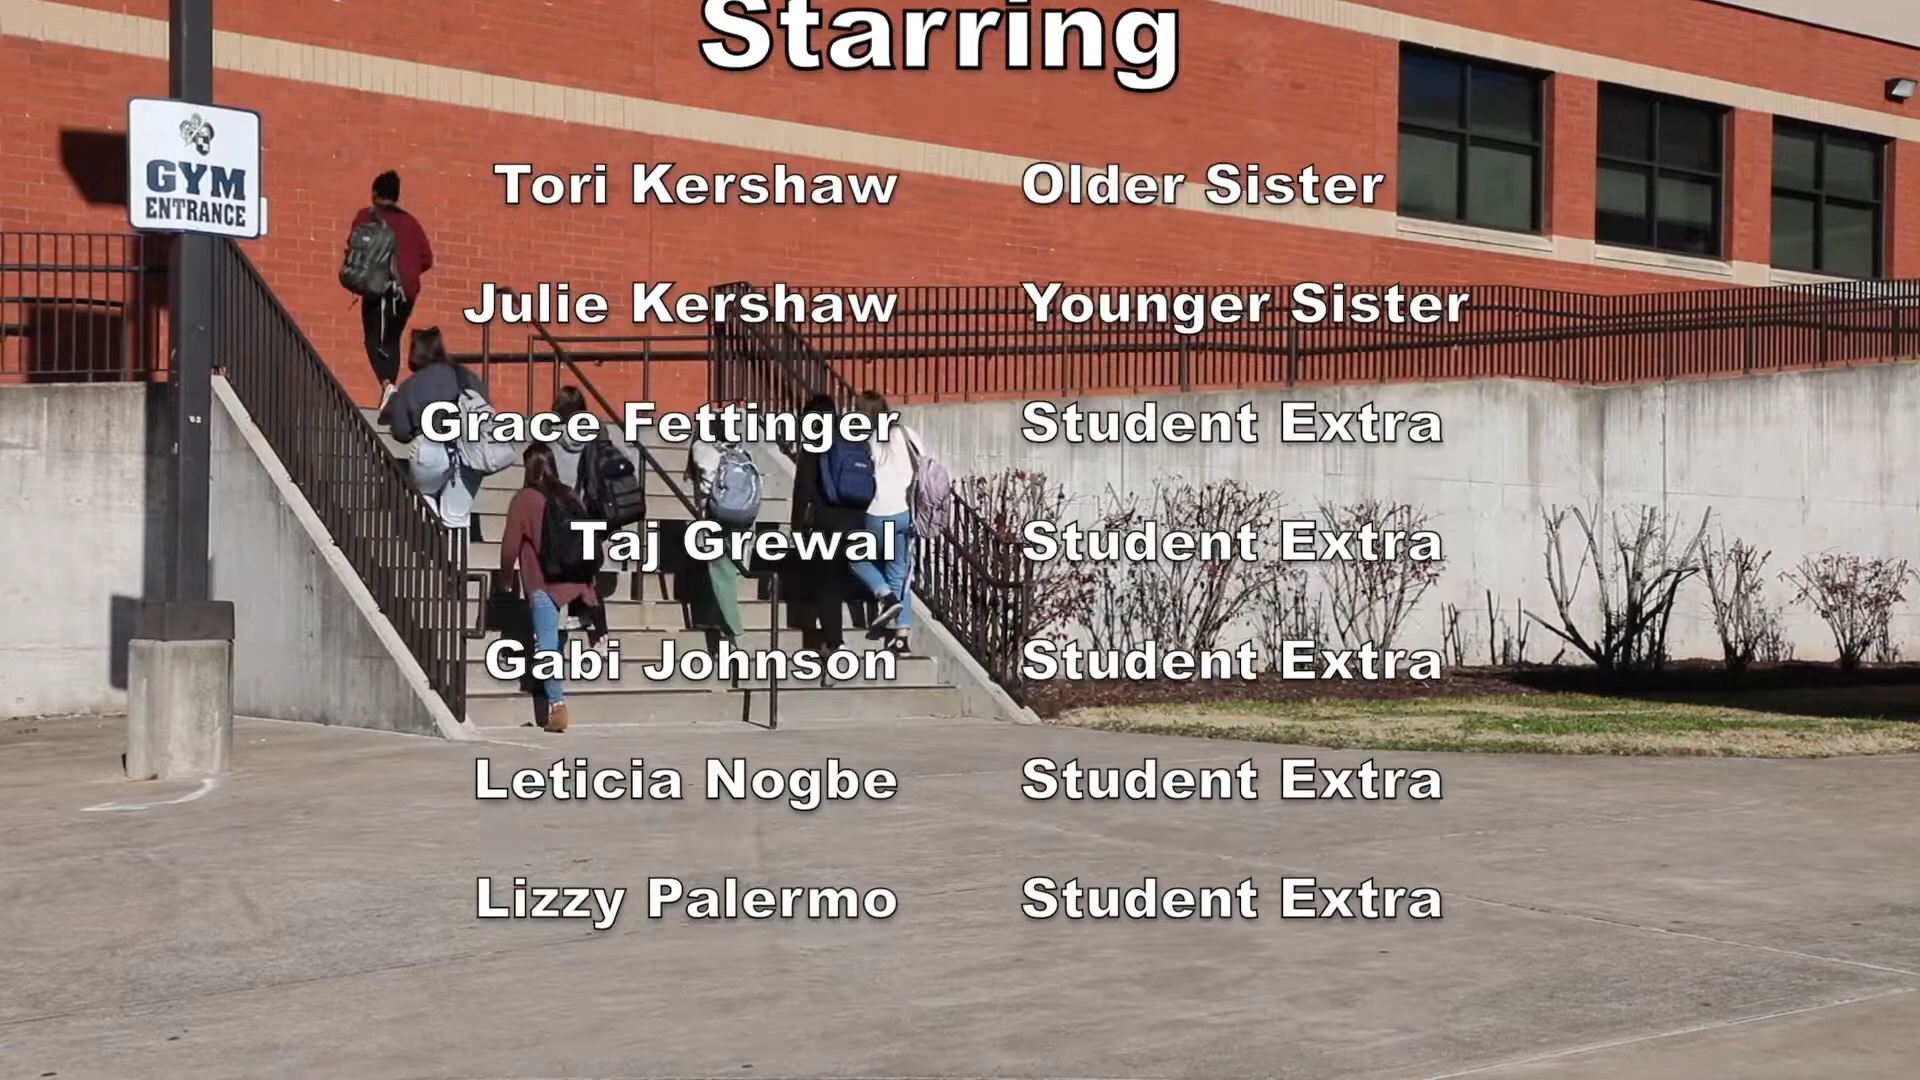 Starring
GYM
ENTRANCE
Tori Kershaw Older Sister
Julie Kershaw Younger Sister
Grace Fettinger Student Extra
Taj Grewal Student Extra
Gabi Johnson Student Extra
Leticia Nogbe Student Extra
Lizzy Palermo Student Extra